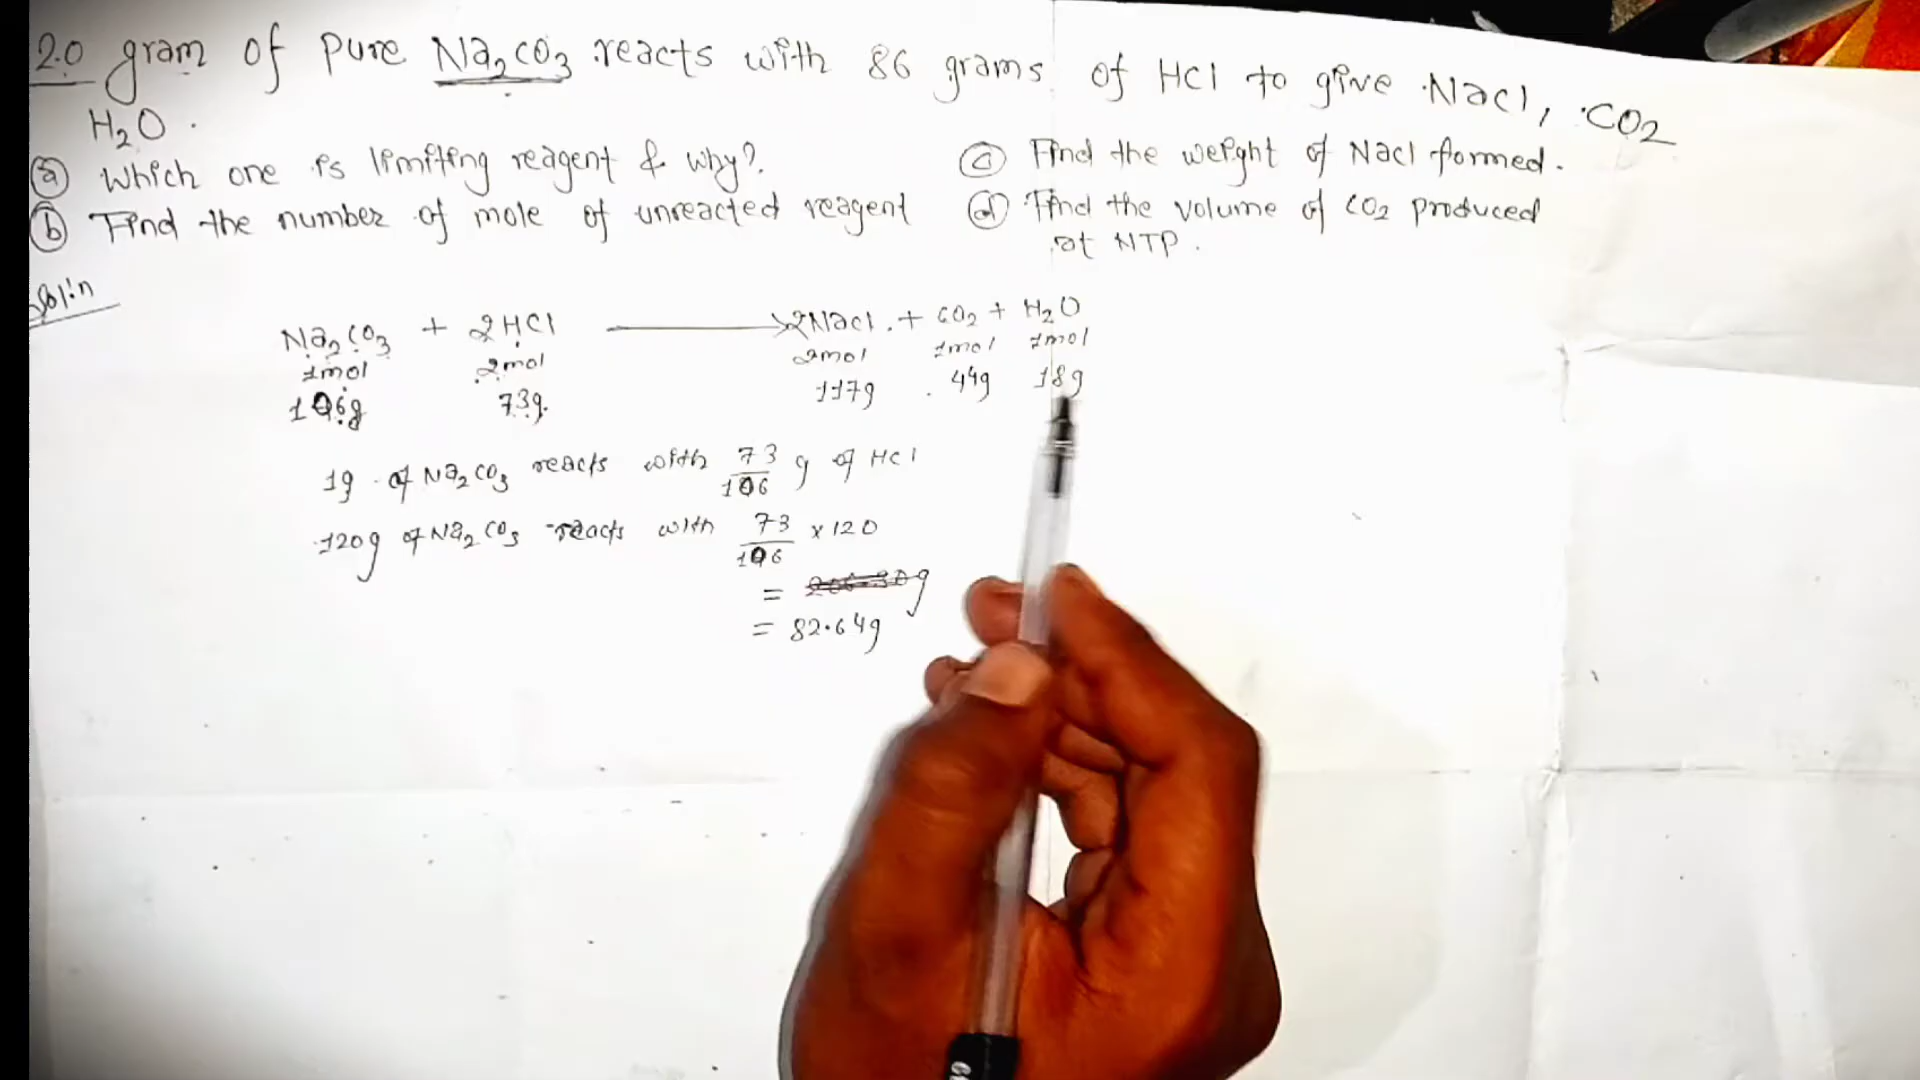 20 gram of pure Na2CO3 reacts with 86 grams of HCl to give NaCl, CO2
H2O.
(a) Which one is limiting reagent & why?.
(b) Find the number of mole of unreacted reagent
(c) Find the weight of NaCl formed.
(d) Find the volume of CO2 produced
at NTP.
Sol:n
Na2CO3 + 2HCl → 2NaCl + CO2 + H2O
1mol 2mol 2mol 1mol 1mol
106g 73g. 117g 44g 18g
1g of Na2CO3 reacts with 73/106 g of HCl
120g of Na2CO3 reacts with 73/106 x 120
= g
= 82.64g